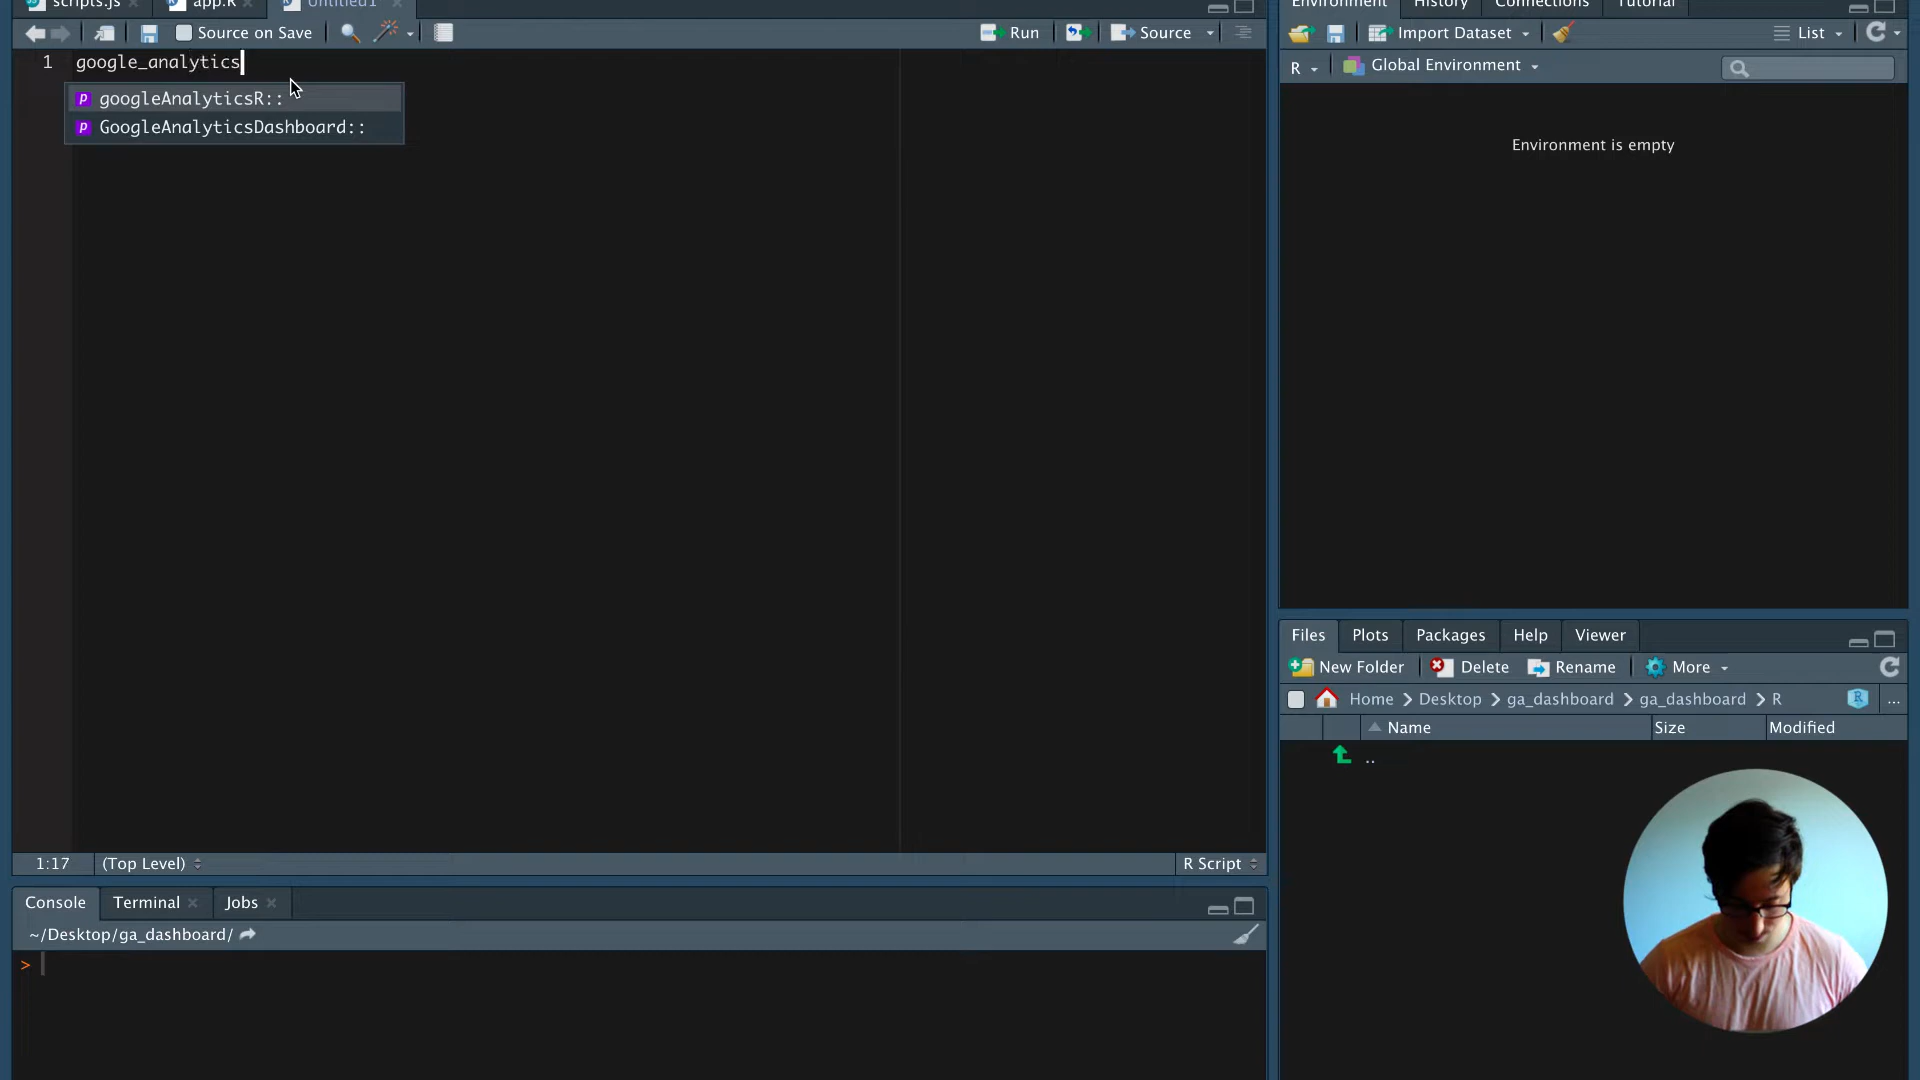 scripts.js × app.R × Untitled1 ×
Source on Save Run Source
1 google_analytics
p googleAnalyticsR::
p GoogleAnalyticsDashboard::
1:17 (Top Level) R Script
Console Terminal × Jobs ×
~/Desktop/ga_dashboard/
>
Environment History Connections Tutorial
Import Dataset List
R Global Environment
Environment is empty
Files Plots Packages Help Viewer
New Folder Delete Rename More
Home > Desktop > ga_dashboard > ga_dashboard > R ...
Name Size Modified
..